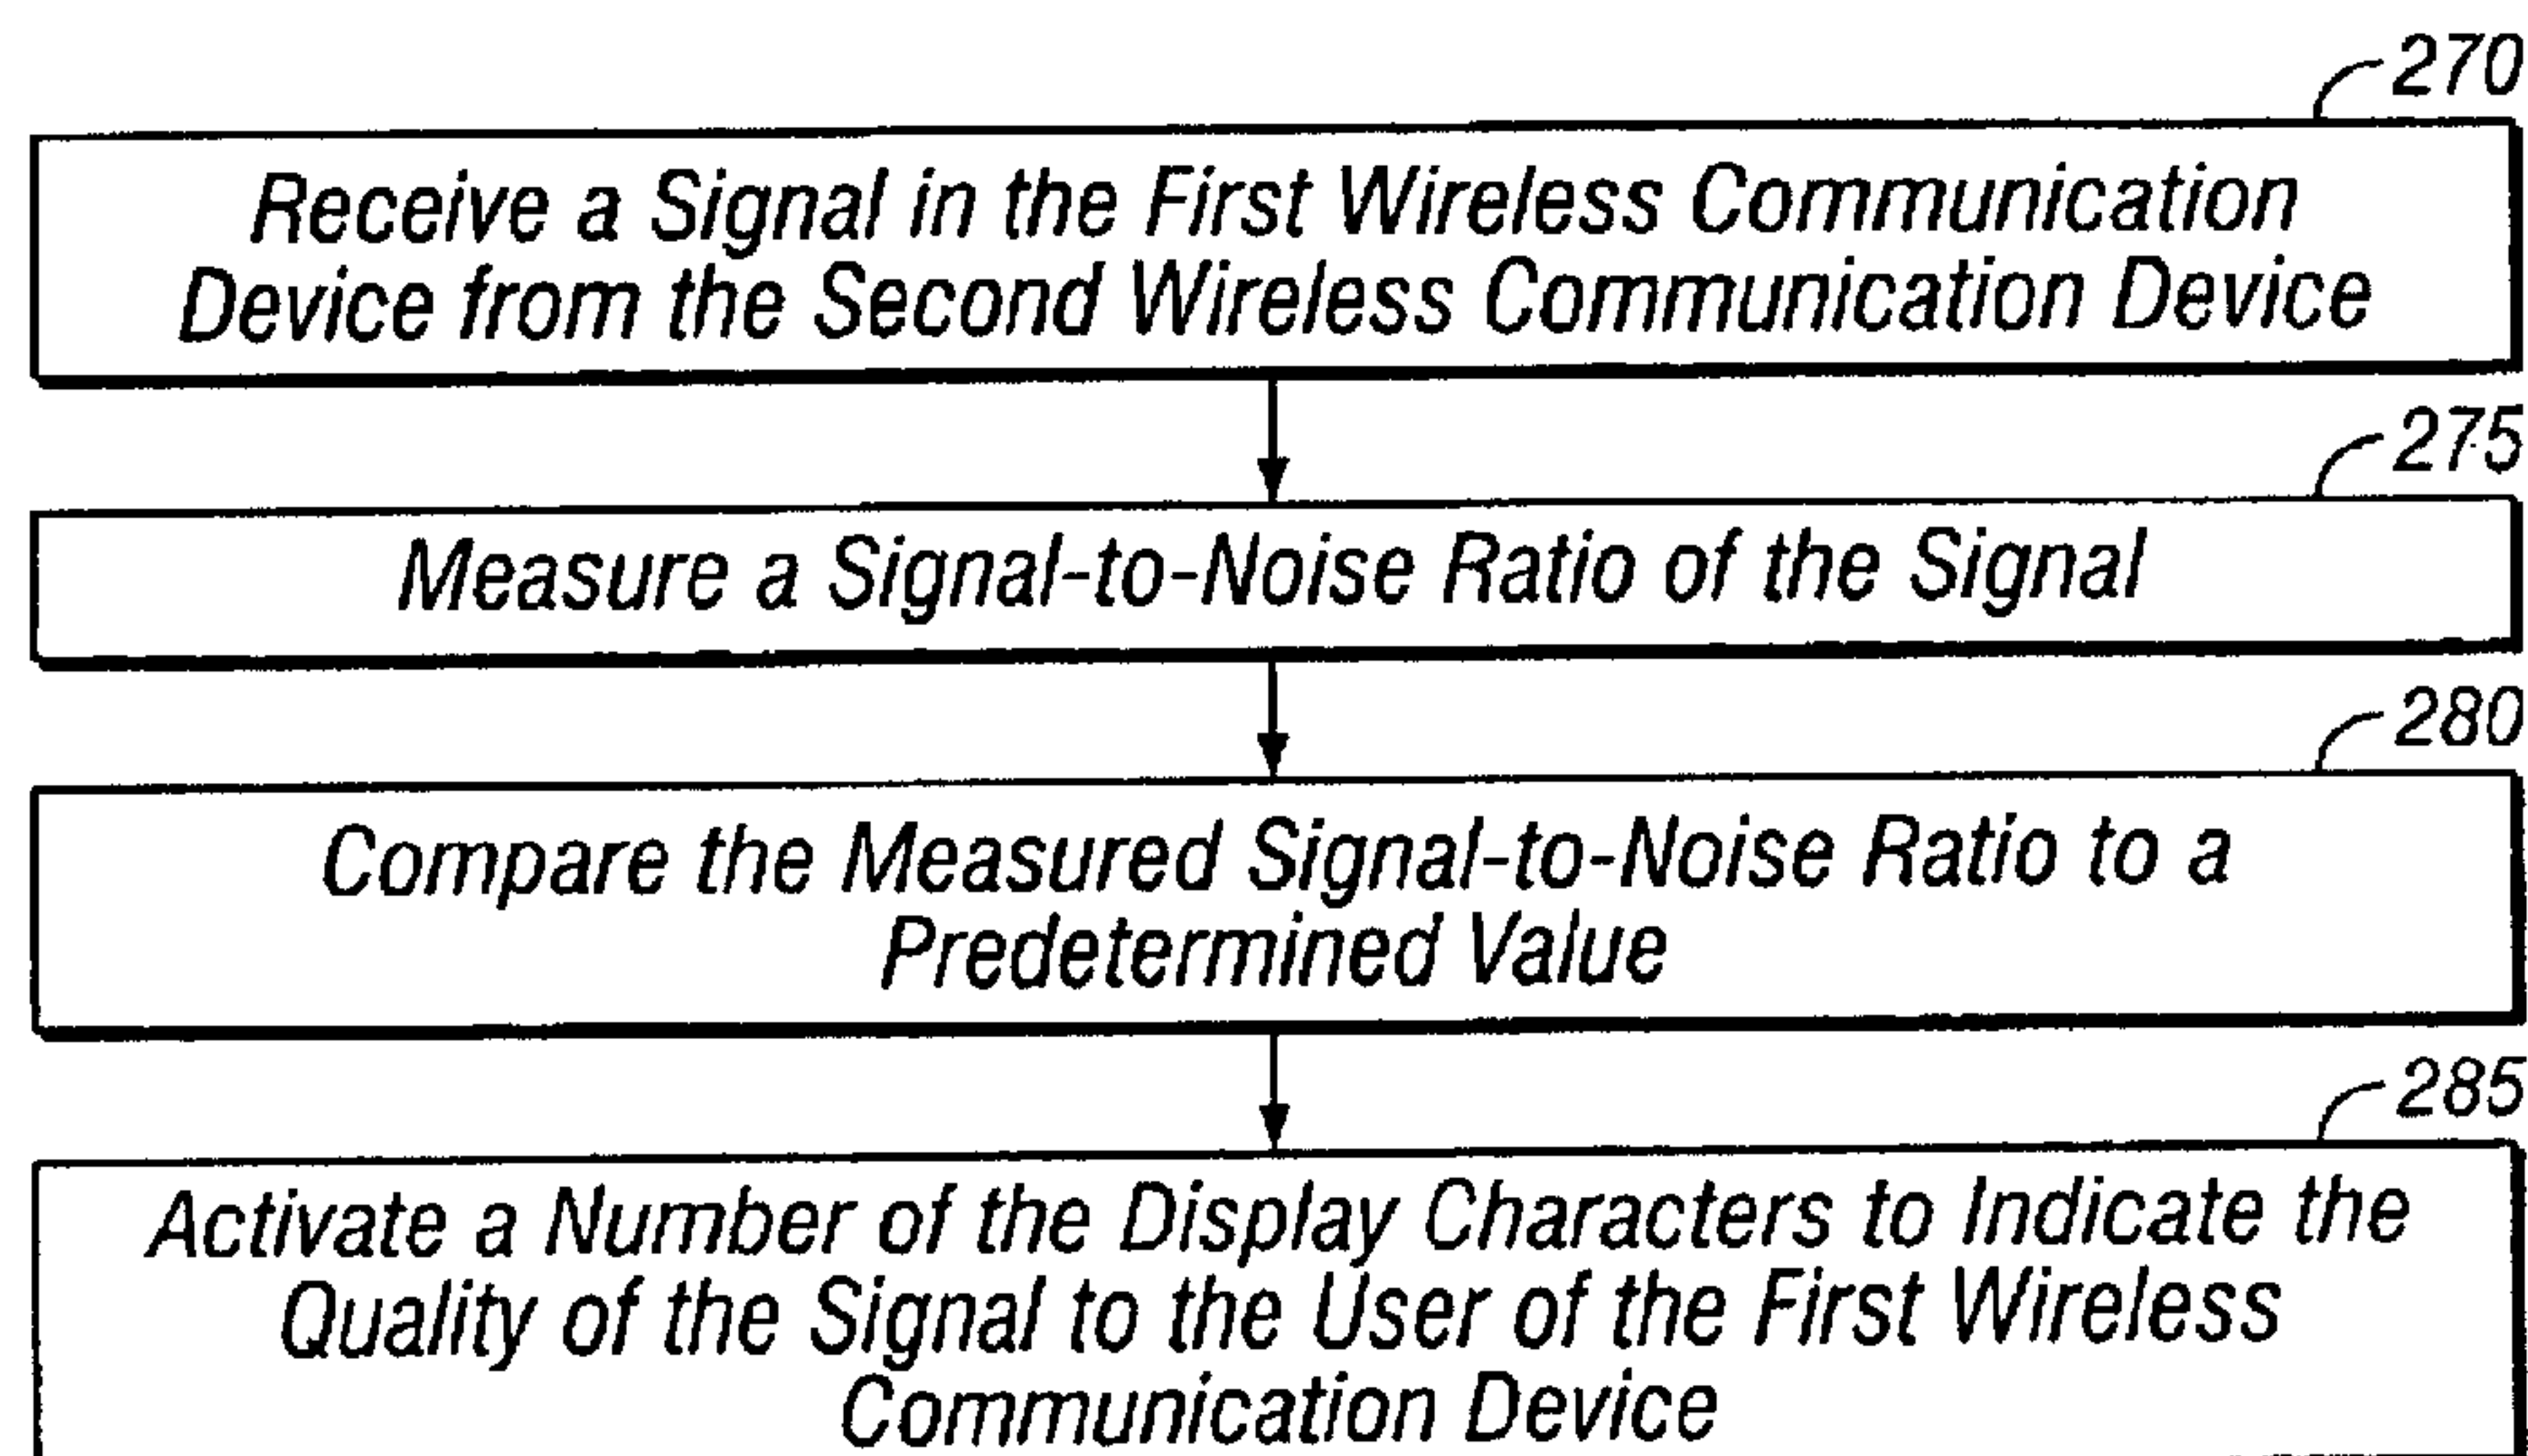 270
Receive a Signal in the First Wireless Communication
Device from the Second Wireless Communication Device
275
Measure a Signal-to-Noise Ratio of the Signal
280
Compare the Measured Signal-to-Noise Ratio to a
Predetermined Value
285
Activate a Number of the Display Characters to Indicate the
Quality of the Signal to the User of the First Wireless
Communication Device